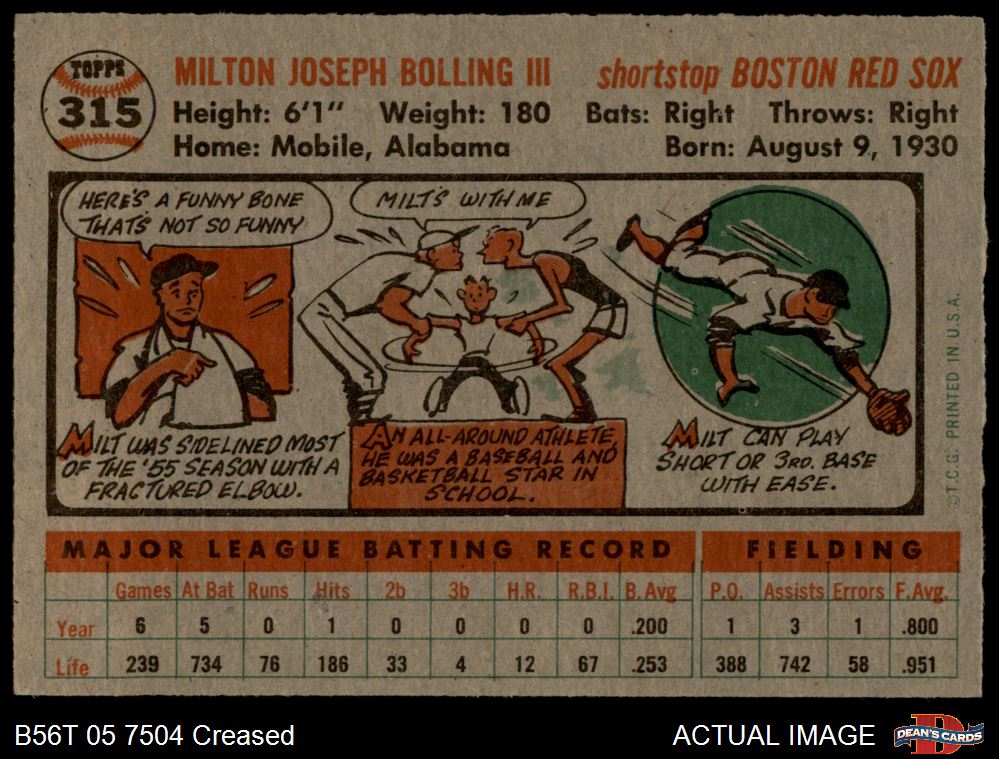 TOPPS
315
MILTON JOSEPH BOLLING III shortstop BOSTON RED SOX
Height: 6'1" Weight: 180 Bats: Right Throws: Right
Home: Mobile, Alabama Born: August 9, 1930
HERE'S A FUNNY BONE
THAT'S NOT SO FUNNY
MILT WAS SIDELINED MOST
OF THE '55 SEASON WITH A
FRACTURED ELBOW.
MILT'S WITH ME
AN ALL-AROUND ATHLETE,
HE WAS A BASEBALL AND
BASKETBALL STAR IN
SCHOOL.
MILT CAN PLAY
SHORT OR 3RD. BASE
WITH EASE.
©T.C.G. PRINTED IN U.S.A.
MAJOR LEAGUE BATTING RECORD FIELDING
Games At Bat Runs Hits 2b 3b H.R. R.B.I. B. Avg P.O. Assists Errors F.Avg.
Year 6 5 0 1 0 0 0 0 .200 1 3 1 .800
Life 239 734 76 186 33 4 12 67 .253 388 742 58 .951
B56T 05 7504 Creased ACTUAL IMAGE
DEAN'S CARDS